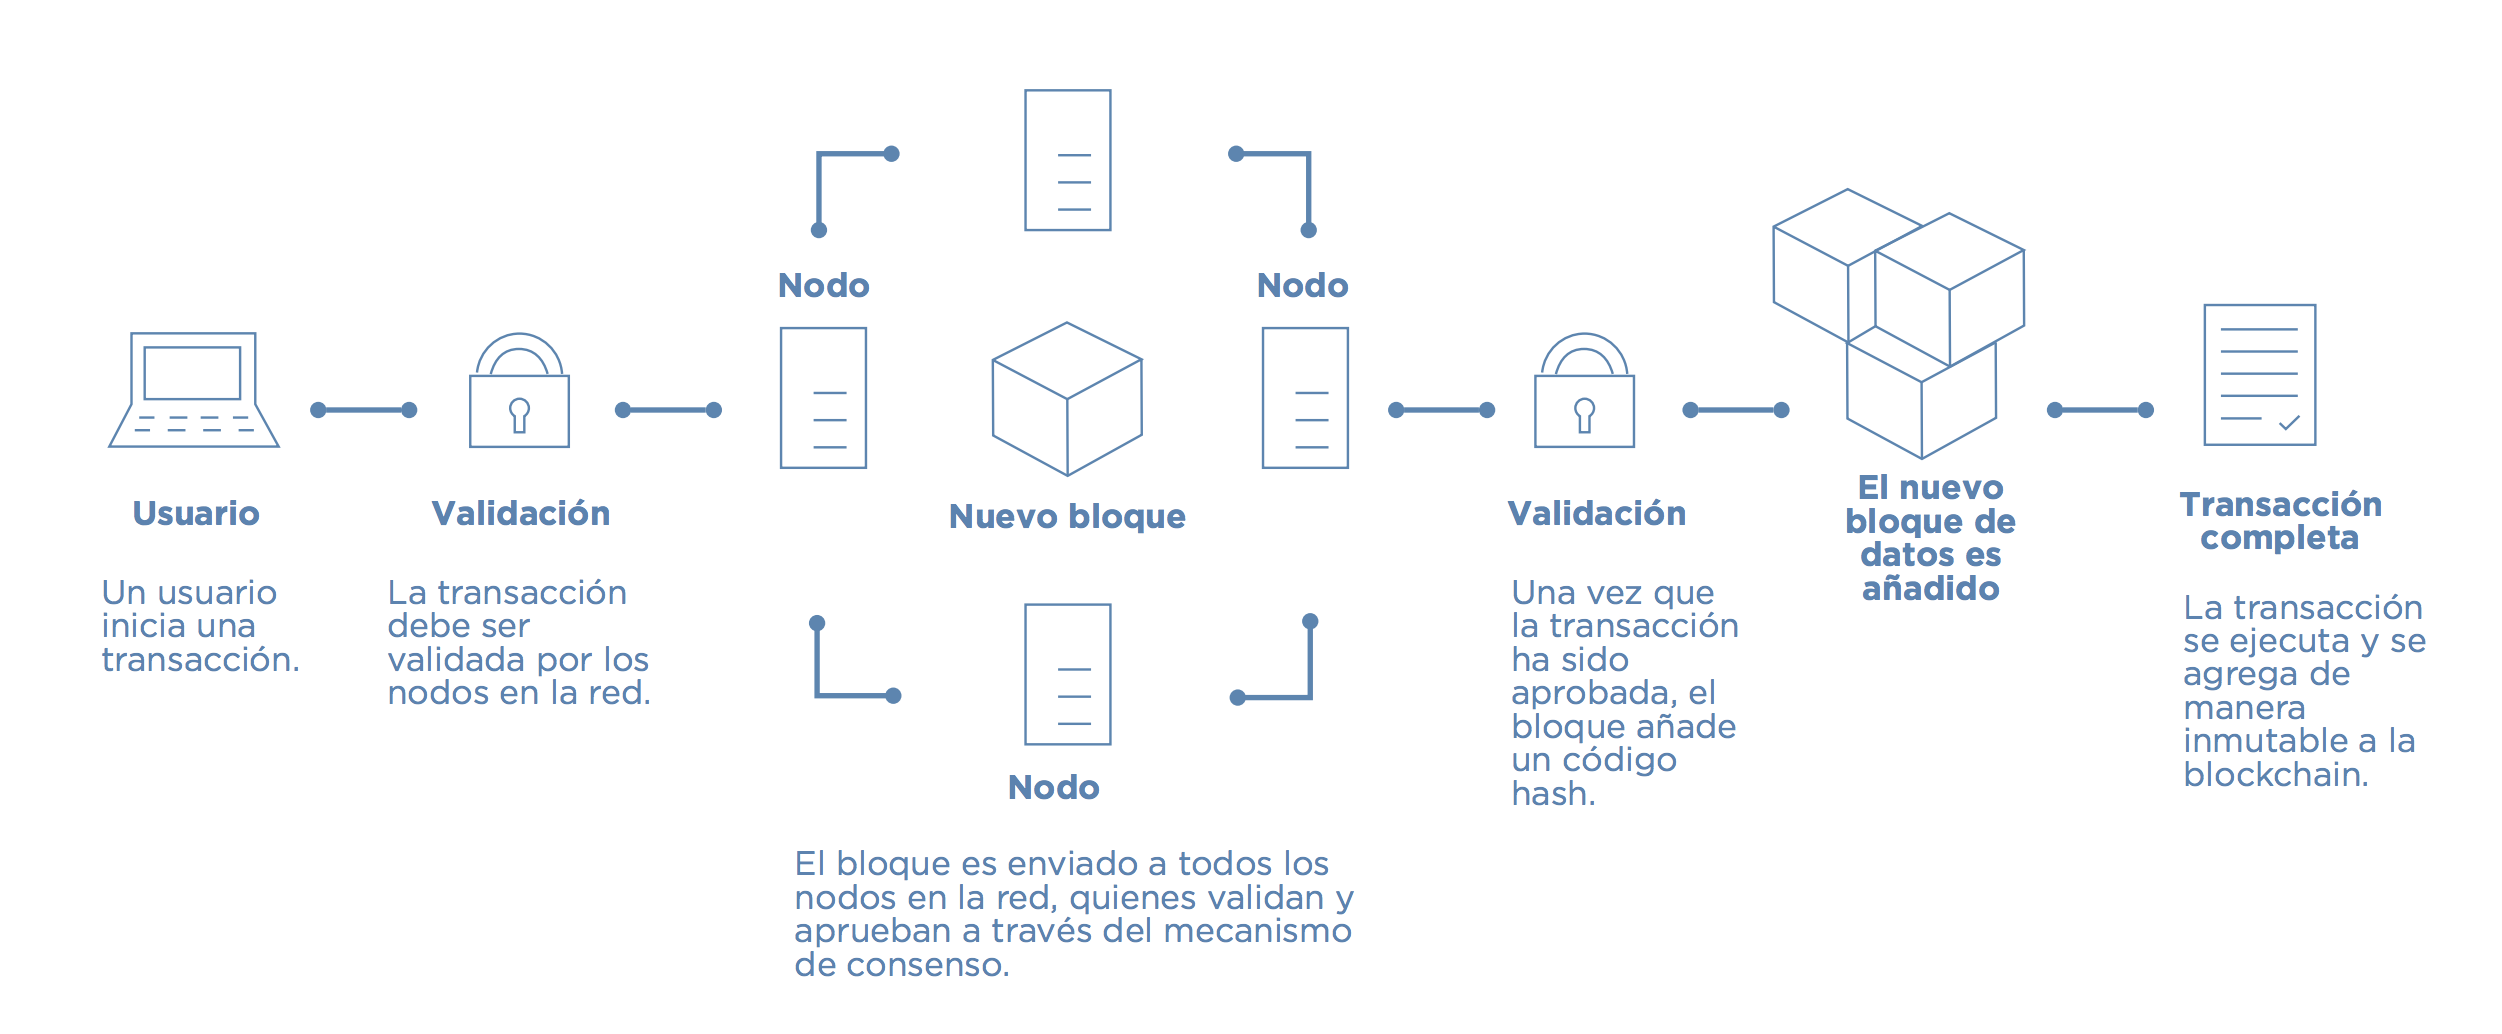 Usuario
Un usuario
inicia una
transacción.
Validación
La transacción
debe ser
validada por los
nodos en la red.
Nodo
Nodo
Nuevo bloque
Nodo
El bloque es enviado a todos los
nodos en la red, quienes validan y
aprueban a través del mecanismo
de consenso.
Validación
Una vez que
la transacción
ha sido
aprobada, el
bloque añade
un código
hash.
El nuevo
bloque de
datos es
añadido
Transacción
completa
La transacción
se ejecuta y se
agrega de
manera
inmutable a la
blockchain.